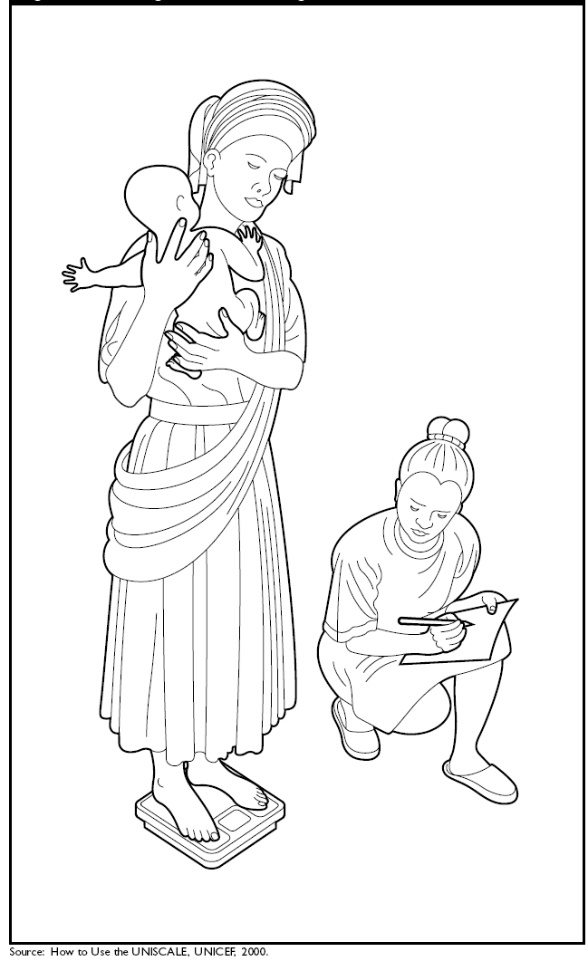 Source: How to Use the UNISCALE, UNICEF, 2000.